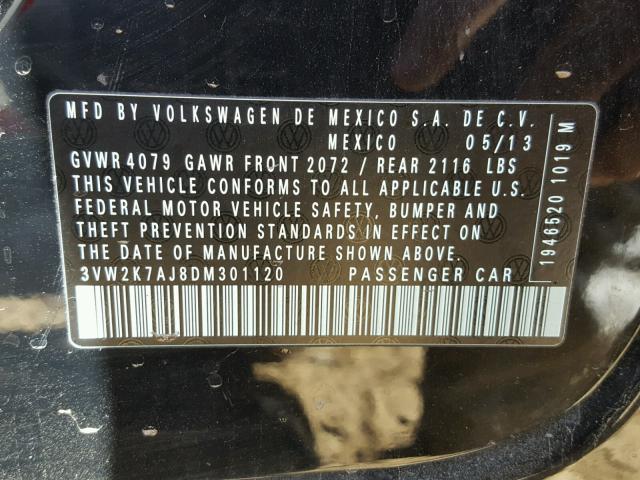 MFD BY VOLKSWAGEN DE MEXICO S.A. DE C.V.
MEXICO 05/13
GVWR 4079 GAWR FRONT 2072 / REAR 2116 LBS
THIS VEHICLE CONFORMS TO ALL APPLICABLE U.S.
FEDERAL MOTOR VEHICLE SAFETY, BUMPER AND
THEFT PREVENTION STANDARDS IN EFFECT ON
THE DATE OF MANUFACTURE SHOWN ABOVE.
3VW2K7AJ8DM301120 PASSENGER CAR
1946520 1019 M